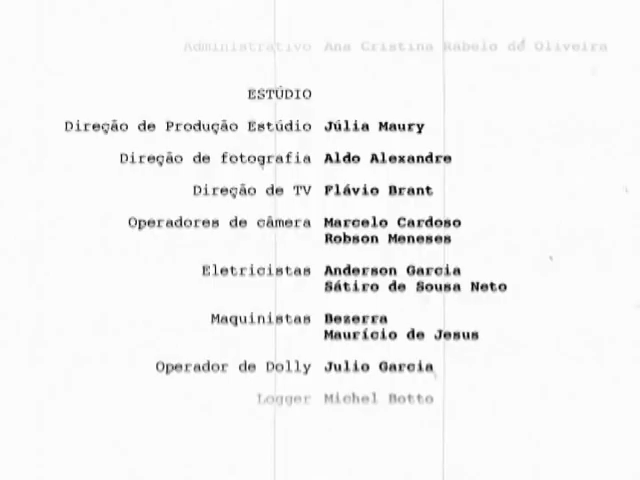 Administrativo Ana Cristina Rabelo de Oliveira
ESTÚDIO
Direção de Produção Estúdio Júlia Maury
Direção de fotografia Aldo Alexandre
Direção de TV Flávio Brant
Operadores de câmera Marcelo Cardoso
Robson Meneses
Eletricistas Anderson Garcia
Sátiro de Sousa Neto
Maquinistas Bezerra
Maurício de Jesus
Operador de Dolly Julio Garcia
Logger Michel Botto